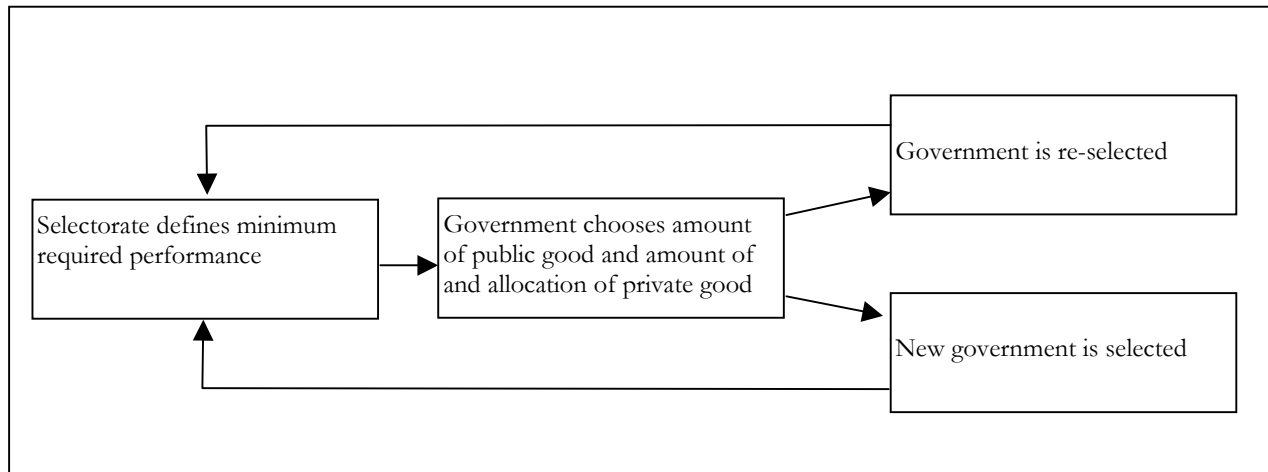 Government is re-selected
Selectorate defines minimum
required performance
Government chooses amount
of public good and amount of
and allocation of private good
New government is selected